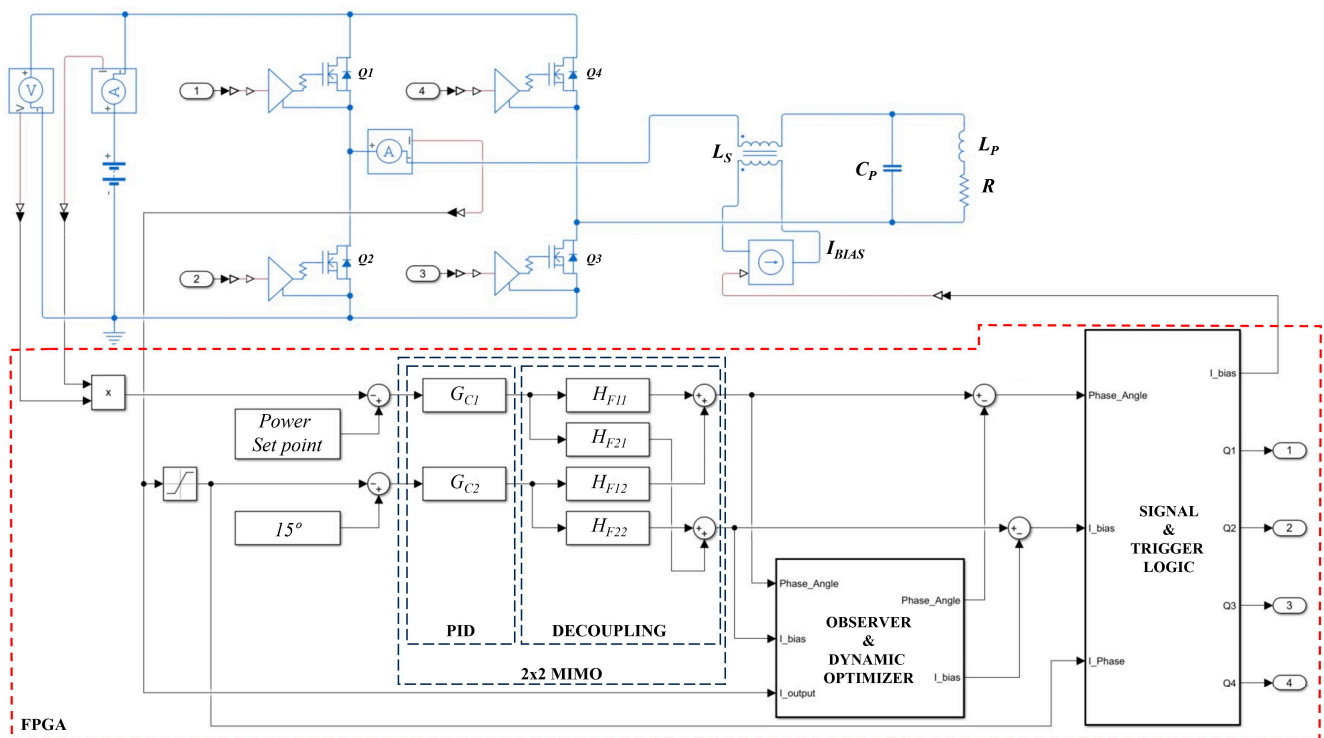 Q1
Q4
1
4
V
A
+
-
A
L_S
C_P
L_P
R
I_BIAS
Q2
Q3
2
3
x
Power
Set point
15º
G_C1
G_C2
H_F11
H_F21
H_F12
H_F22
PID
DECOUPLING
2x2 MIMO
Phase_Angle
I_bias
I_output
OBSERVER
&
DYNAMIC
OPTIMIZER
Phase_Angle
I_bias
Phase_Angle
I_bias
I_Phase
SIGNAL
&
TRIGGER
LOGIC
I_bias
Q1
1
Q2
2
Q3
3
Q4
4
FPGA